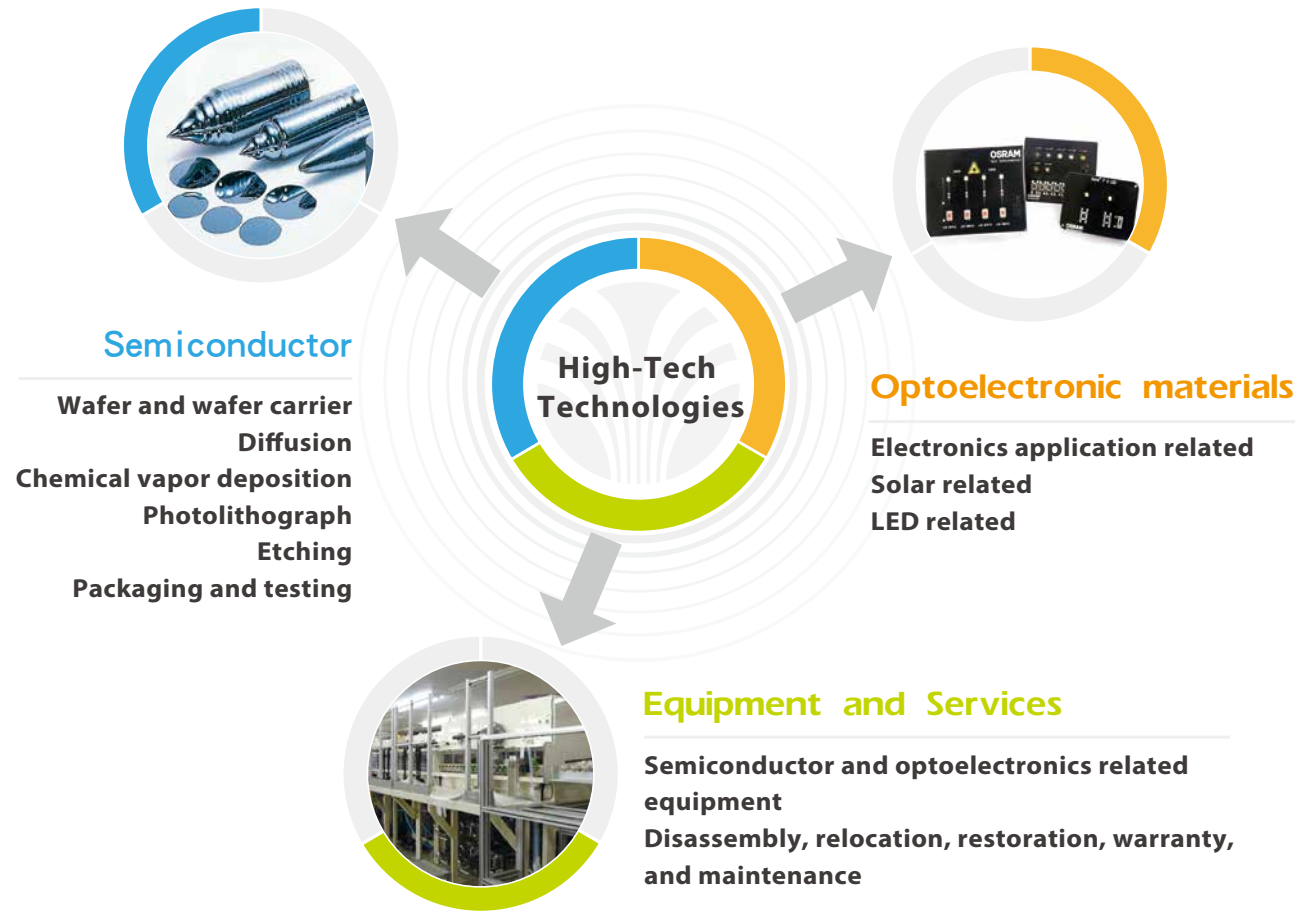 High-Tech
Technologies
Semiconductor
Wafer and wafer carrier
Diffusion
Chemical vapor deposition
Photolithograph
Etching
Packaging and testing
OSRAM
OSRAM
Optoelectronic materials
Electronics application related
Solar related
LED related
Equipment and Services
Semiconductor and optoelectronics related
equipment
Disassembly, relocation, restoration, warranty,
and maintenance